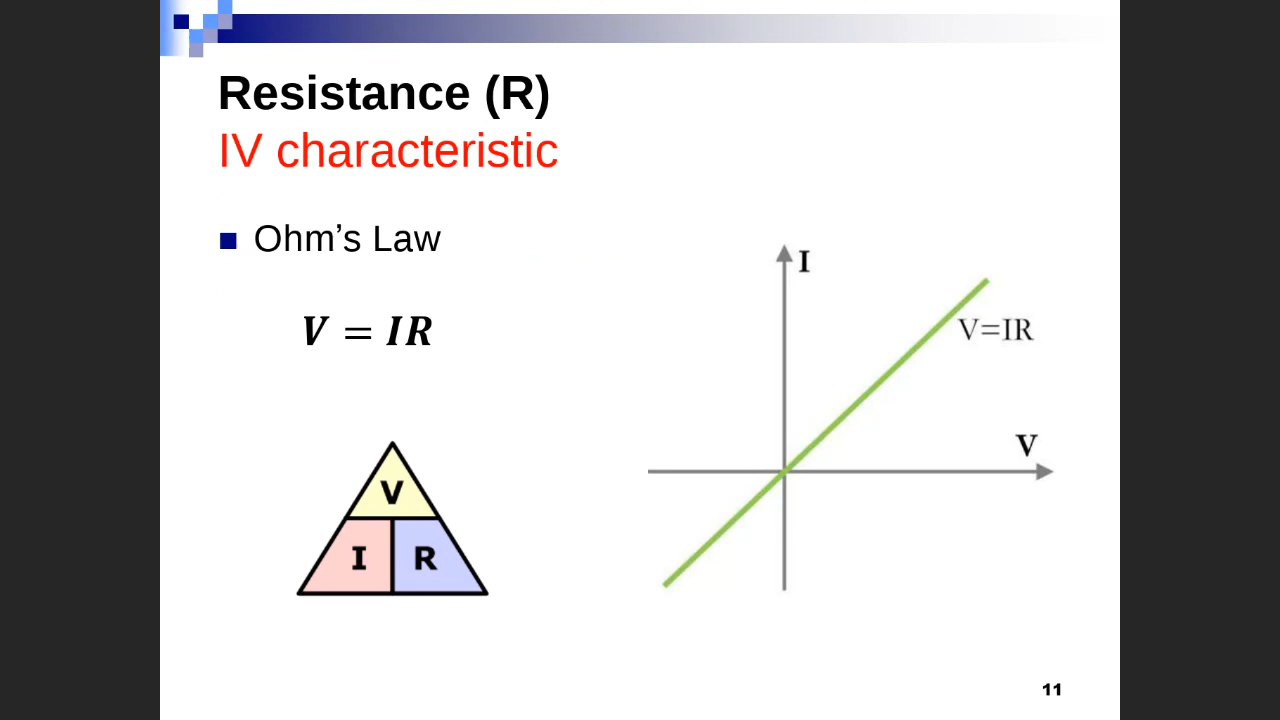 Resistance (R)
IV characteristic
Ohm’s Law
V = IR
V
I R
I
V=IR
V
11